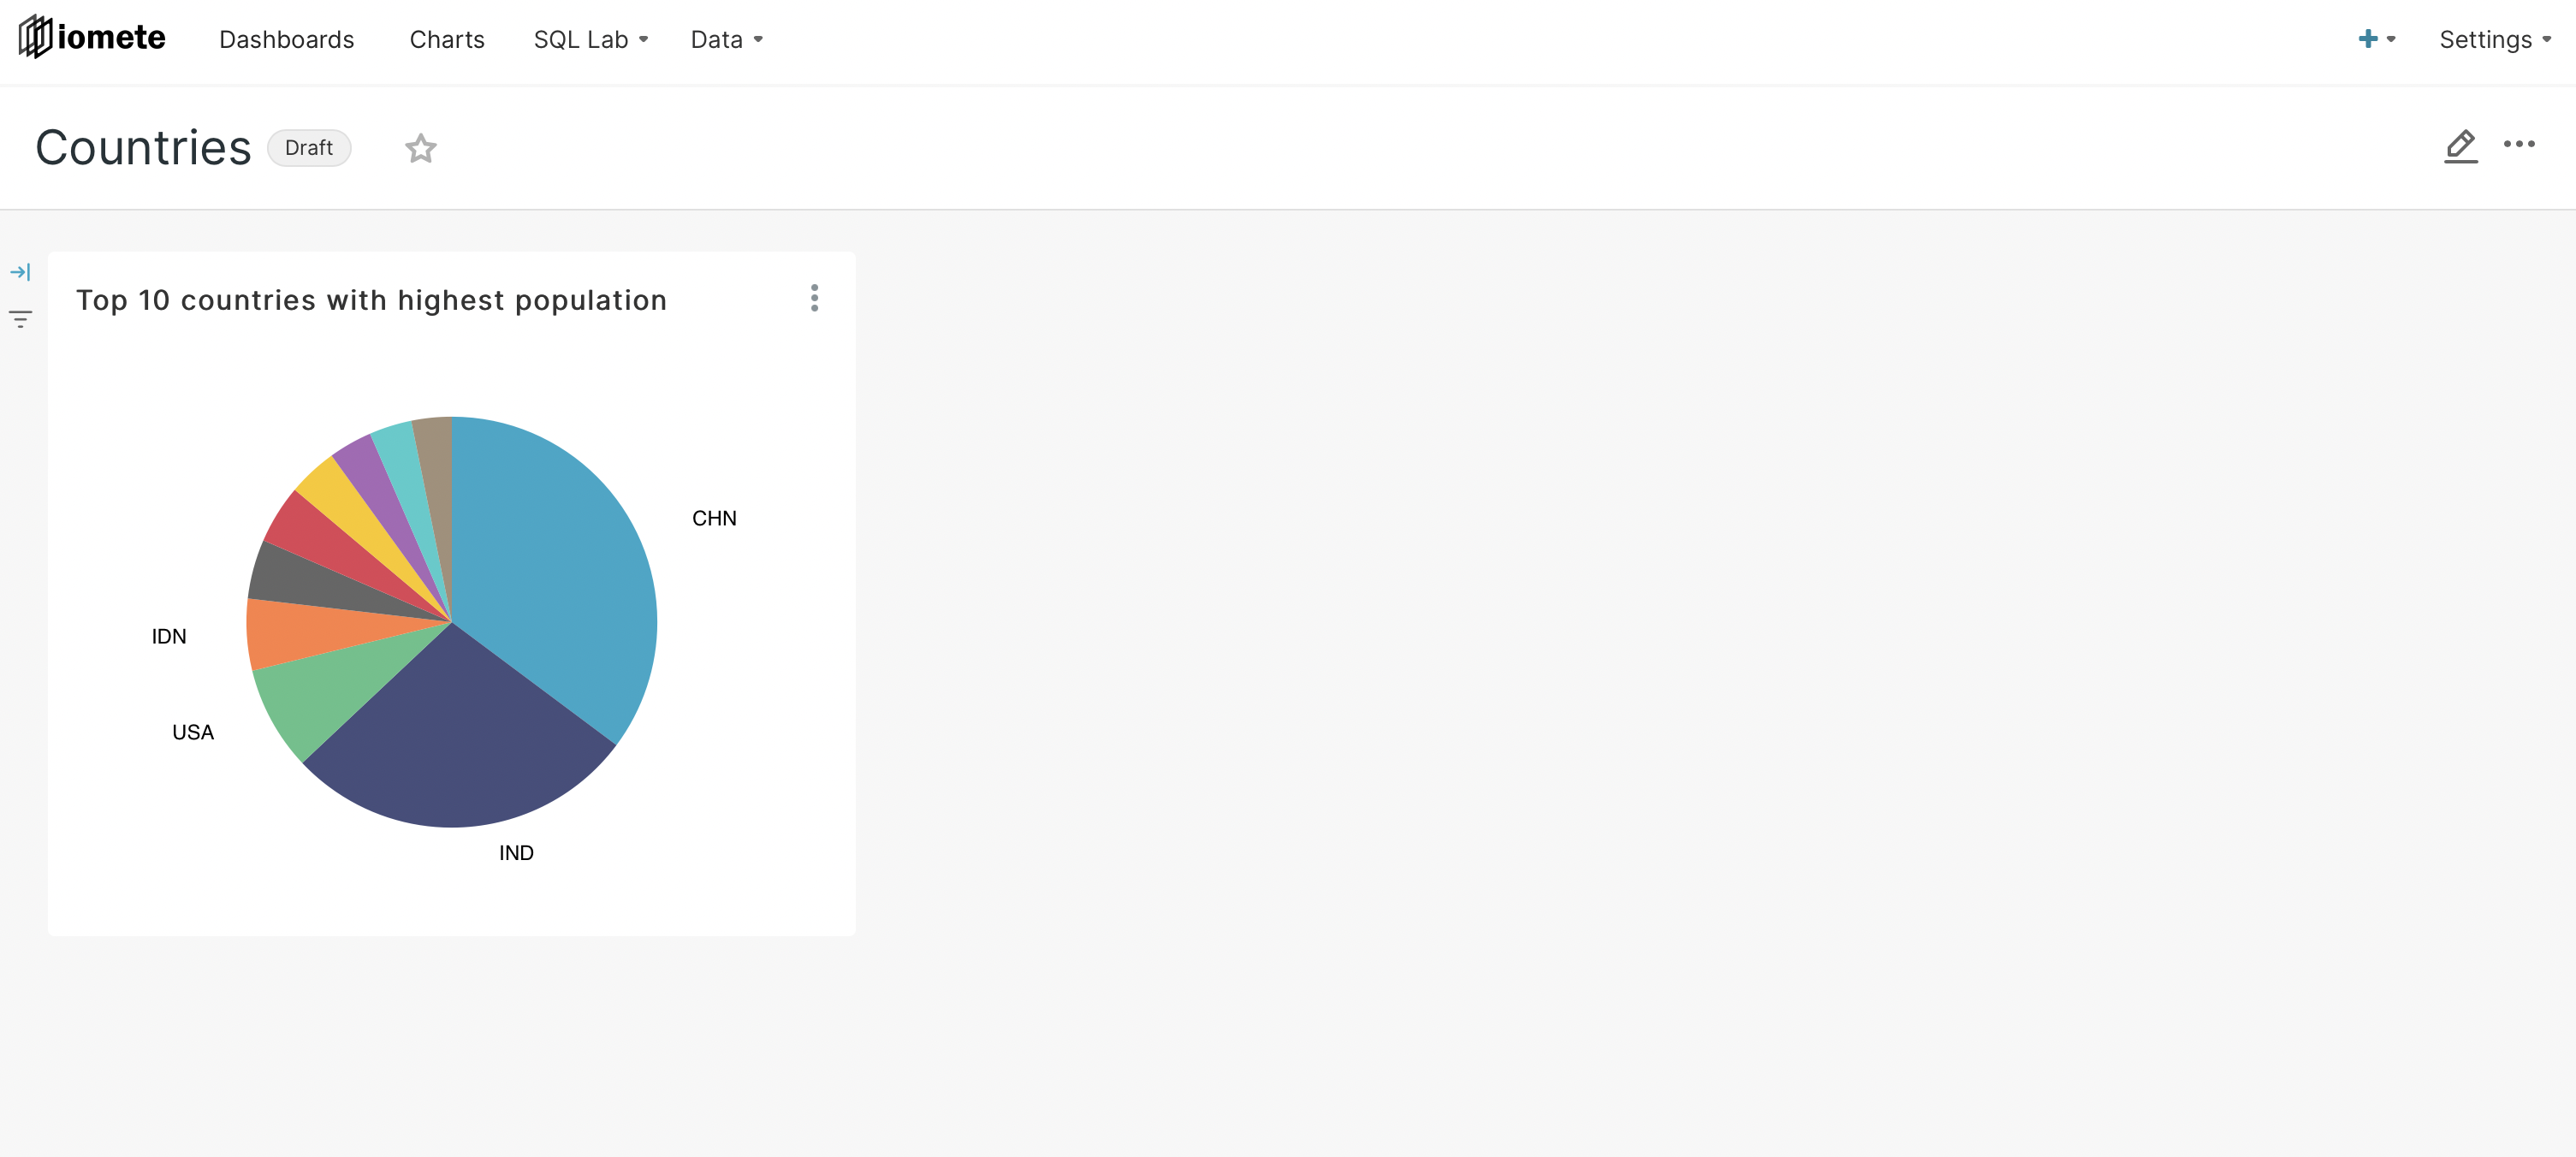 iomete Dashboards Charts SQL Lab Data Settings
Countries Draft
Top 10 countries with highest population
CHN
IDN
USA
IND